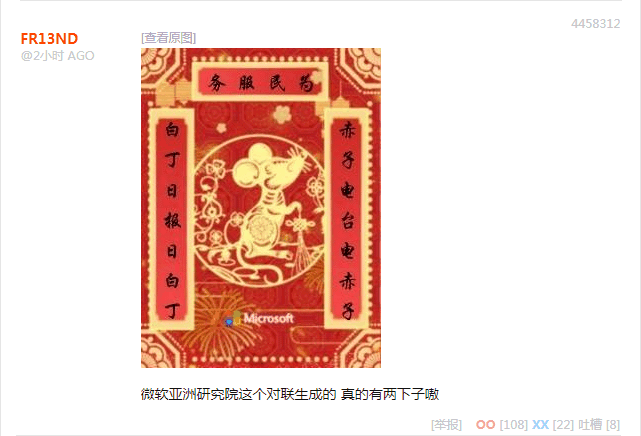 4458312
FR13ND
@2小时 AGO
[查看原图]
务服民為
赤子电台电赤子
白丁日报日白丁
Microsoft
微软亚洲研究院这个对联生成的 真的有两下子嗷
[举报] OO [108] XX [22] 吐槽 [8]